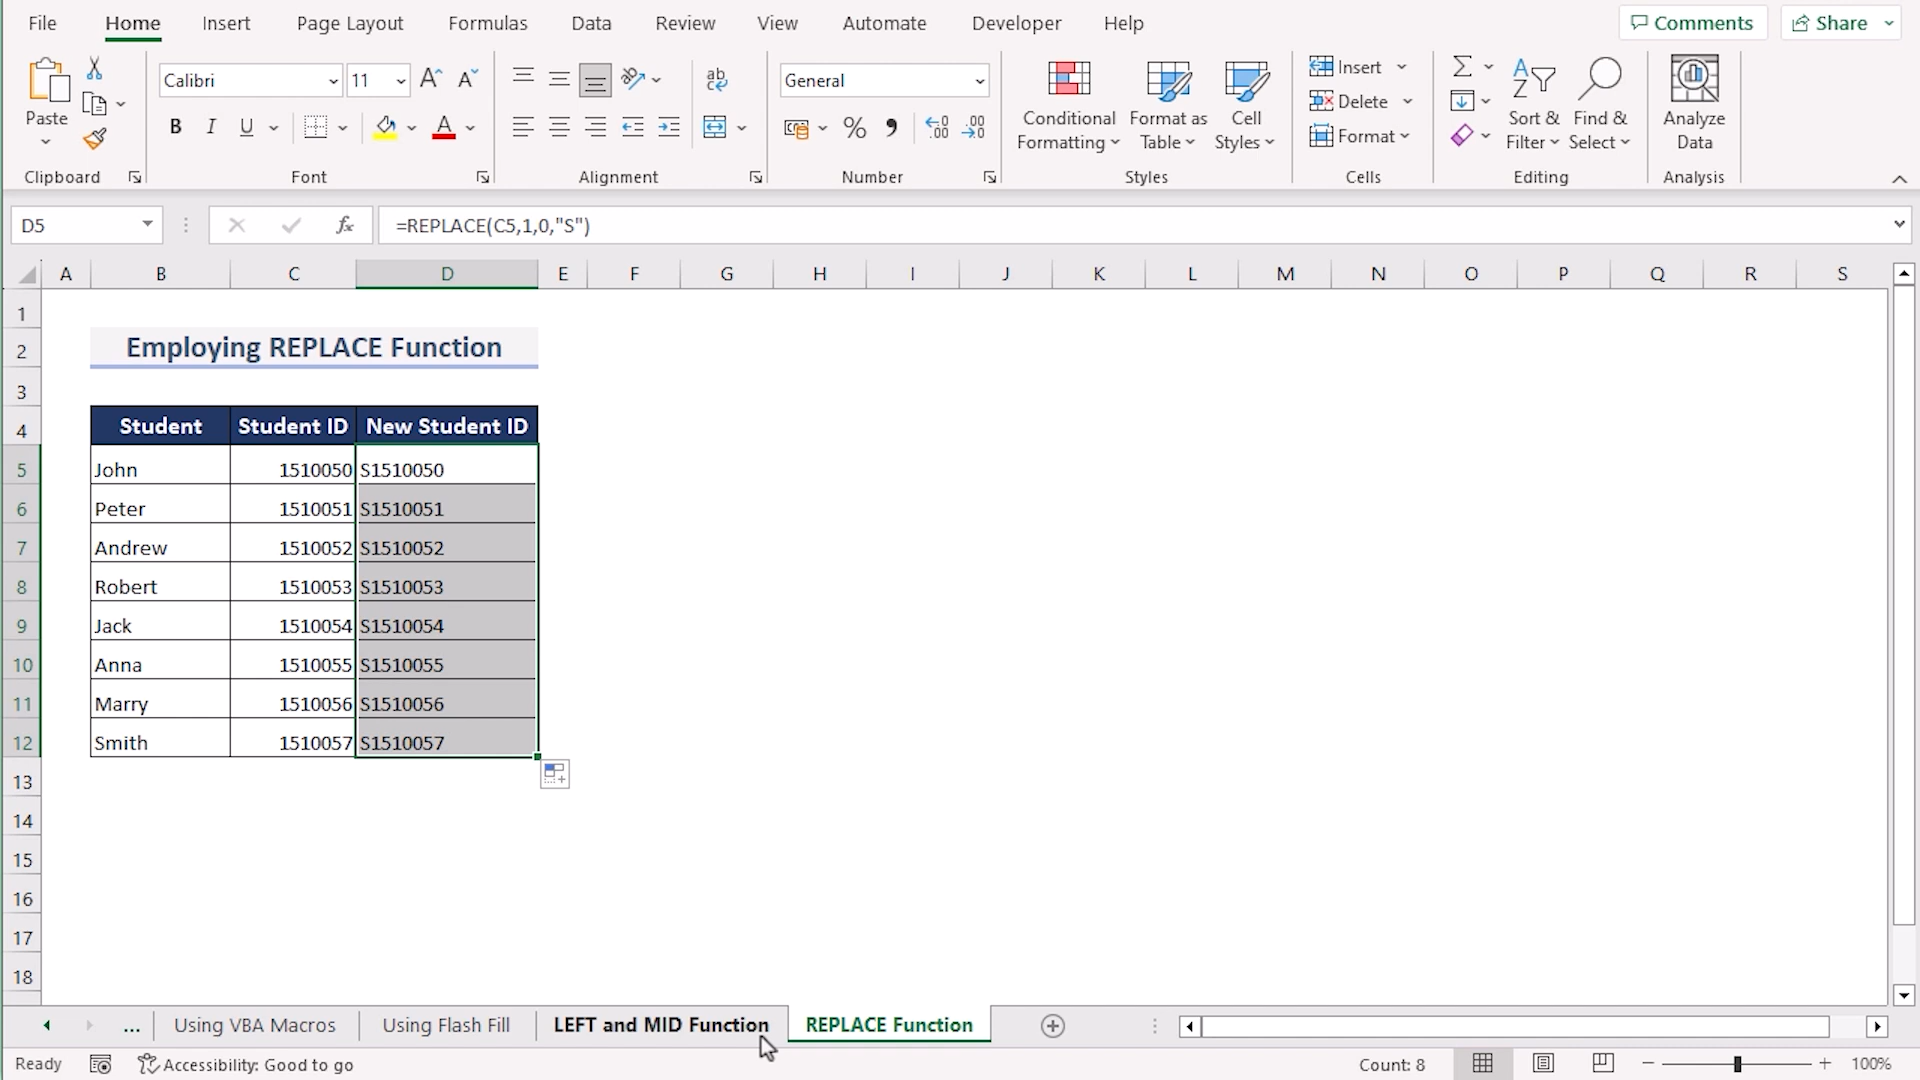 File Home Insert Page Layout Formulas Data Review View Automate Developer Help Comments Share
Paste
Clipboard
Calibri 11
B I U A
Font
ab
Alignment
General
% 9 .00 .00
Number
Conditional Formatting
Format as Table
Cell Styles
Styles
Insert
Delete
Format
Cells
Sort & Filter
Find & Select
Editing
Analyze Data
Analysis
D5 fx =REPLACE(C5,1,0,"S")
A B C D E F G H I J K L M N O P Q R S
1
2 Employing REPLACE Function
3
4 Student Student ID New Student ID
5 John 1510050 S1510050
6 Peter 1510051 S1510051
7 Andrew 1510052 S1510052
8 Robert 1510053 S1510053
9 Jack 1510054 S1510054
10 Anna 1510055 S1510055
11 Marry 1510056 S1510056
12 Smith 1510057 S1510057
13
14
15
16
17
18
... Using VBA Macros Using Flash Fill LEFT and MID Function REPLACE Function
Ready Accessibility: Good to go Count: 8 100%